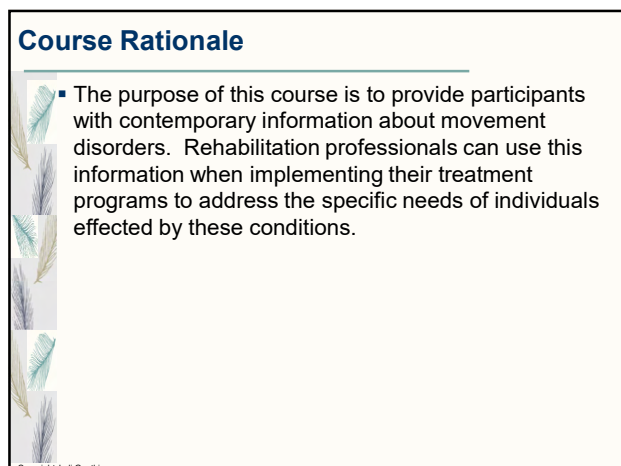 Course Rationale
▪ The purpose of this course is to provide participants
with contemporary information about movement
disorders.  Rehabilitation professionals can use this
information when implementing their treatment
programs to address the specific needs of individuals
effected by these conditions.